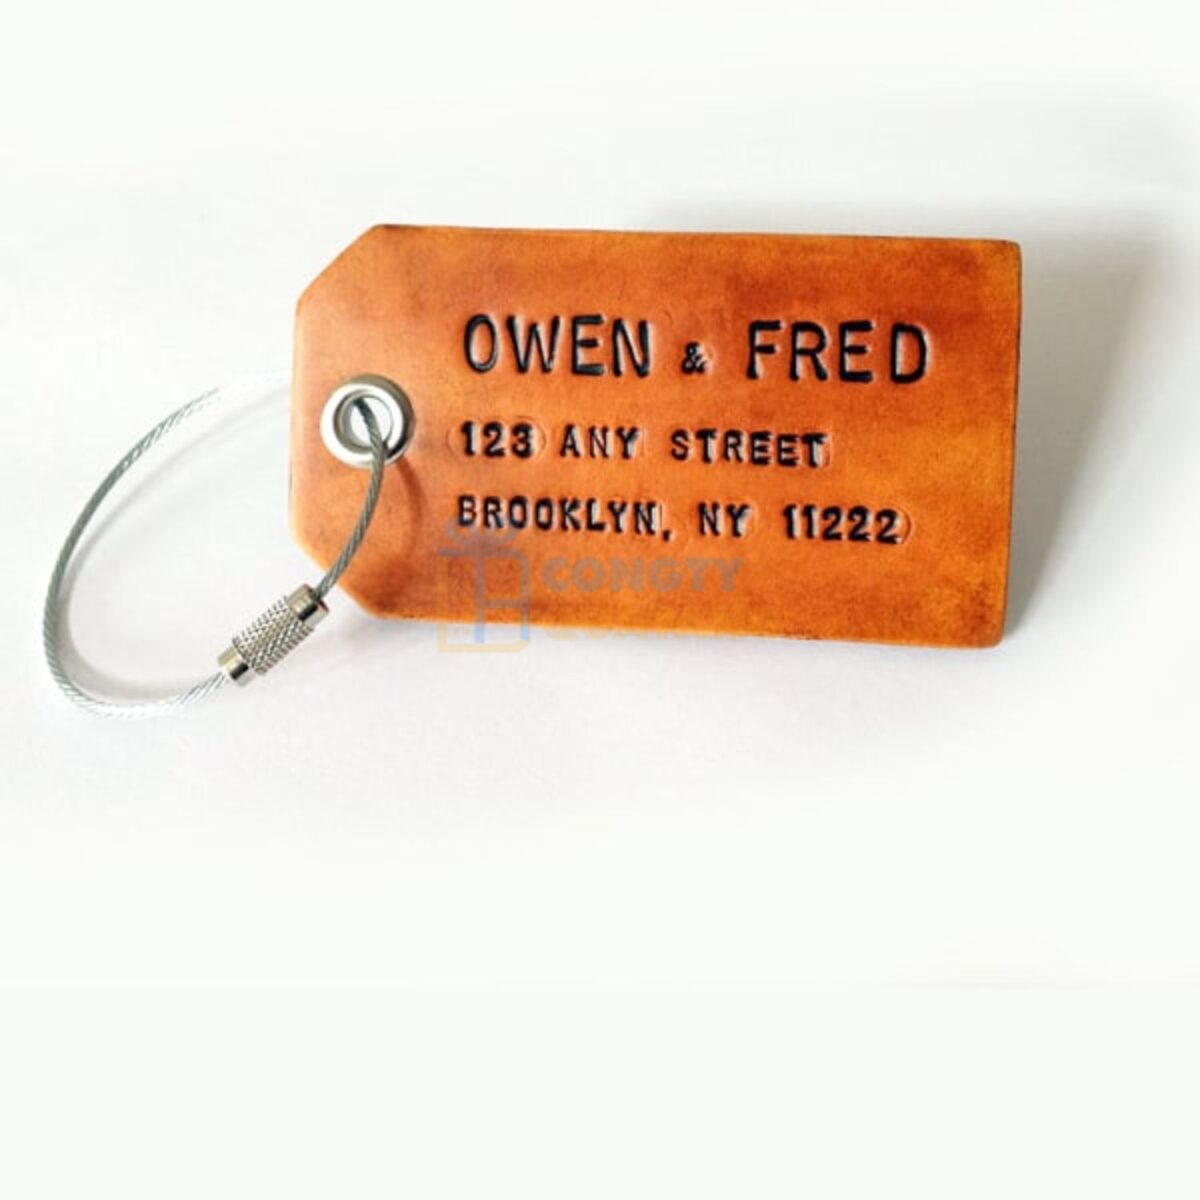 OWEN & FRED
123 ANY STREET
BROOKLYN, NY 11222
CONGTY